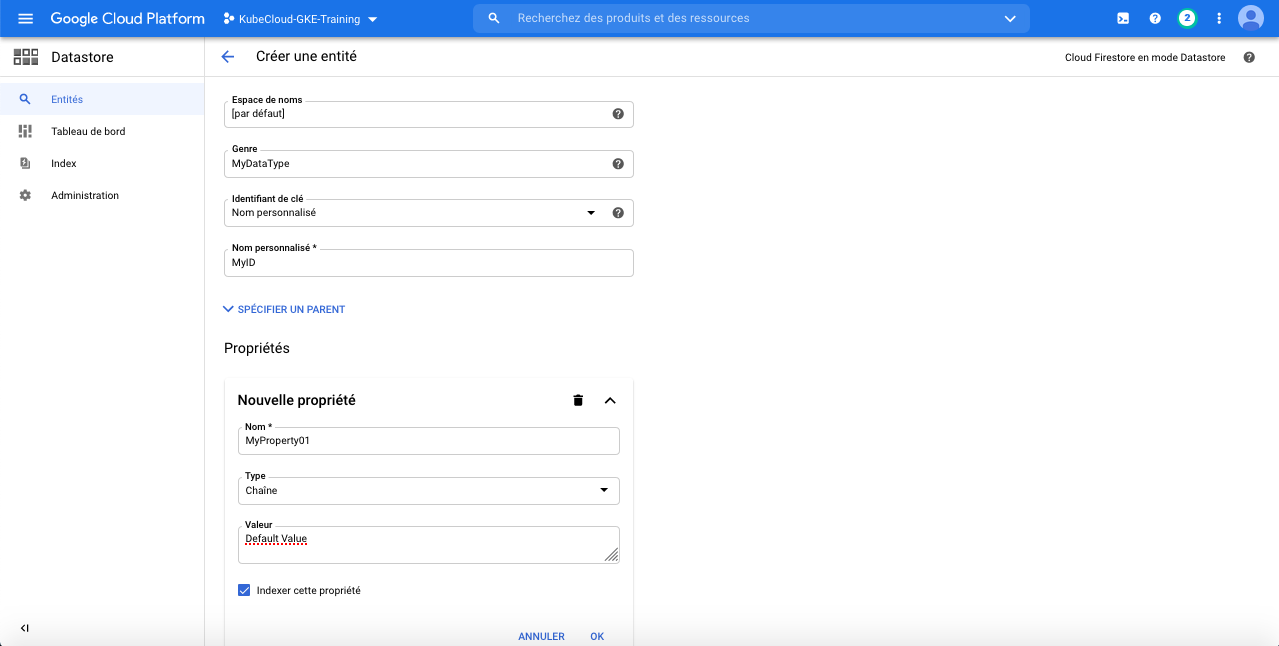 Google Cloud Platform
KubeCloud-GKE-Training
Recherchez des produits et des ressources
2
Datastore
Créer une entité
Cloud Firestore en mode Datastore
Entités
Tableau de bord
Index
Administration
Espace de noms
[par défaut]
Genre
MyDataType
Identifiant de clé
Nom personnalisé
Nom personnalisé *
MyID
SPÉCIFIER UN PARENT
Propriétés
Nouvelle propriété
Nom *
MyProperty01
Type
Chaîne
Valeur
Default Value
Indexer cette propriété
ANNULER OK